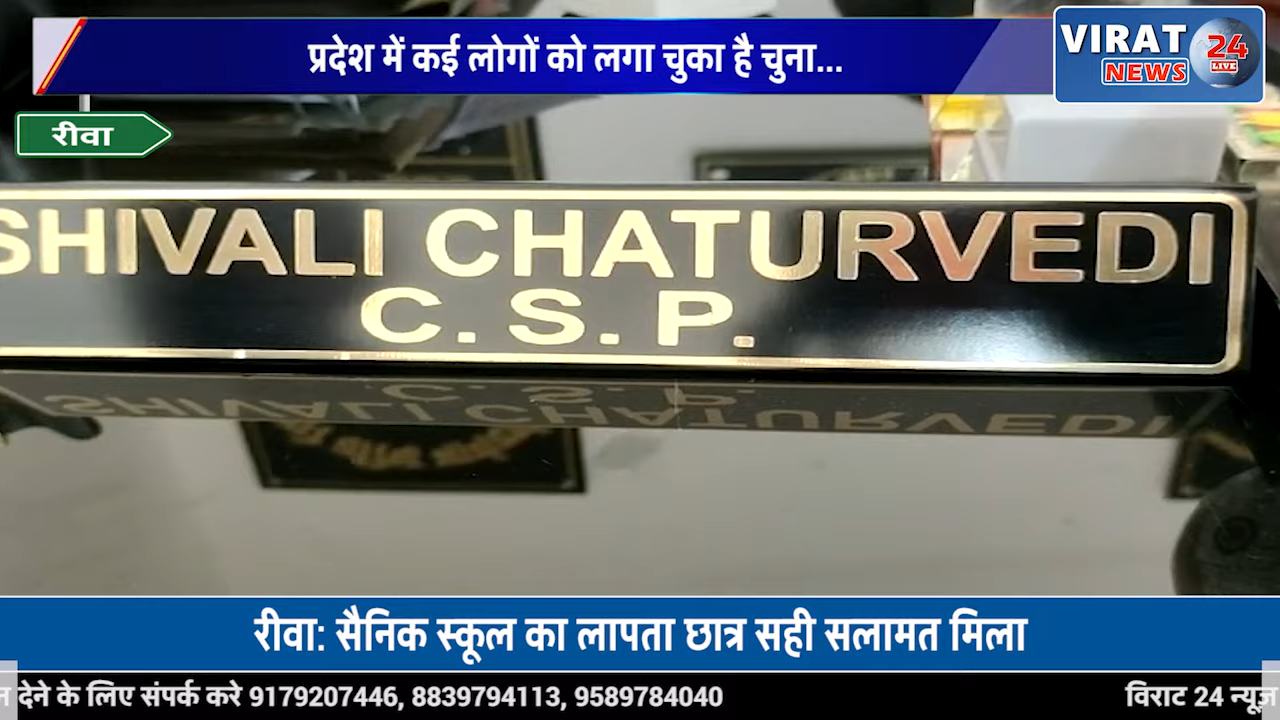 प्रदेश में कई लोगों को लगा चुका है चुना...
VIRAT
NEWS
24
LIVE
रीवा
SHIVALI CHATURVEDI
C. S. P.
रीवा: सैनिक स्कूल का लापता छात्र सही सलामत मिला
न देने के लिए संपर्क करे 9179207446, 8839794113, 9589784040
विराट 24 न्यूज़